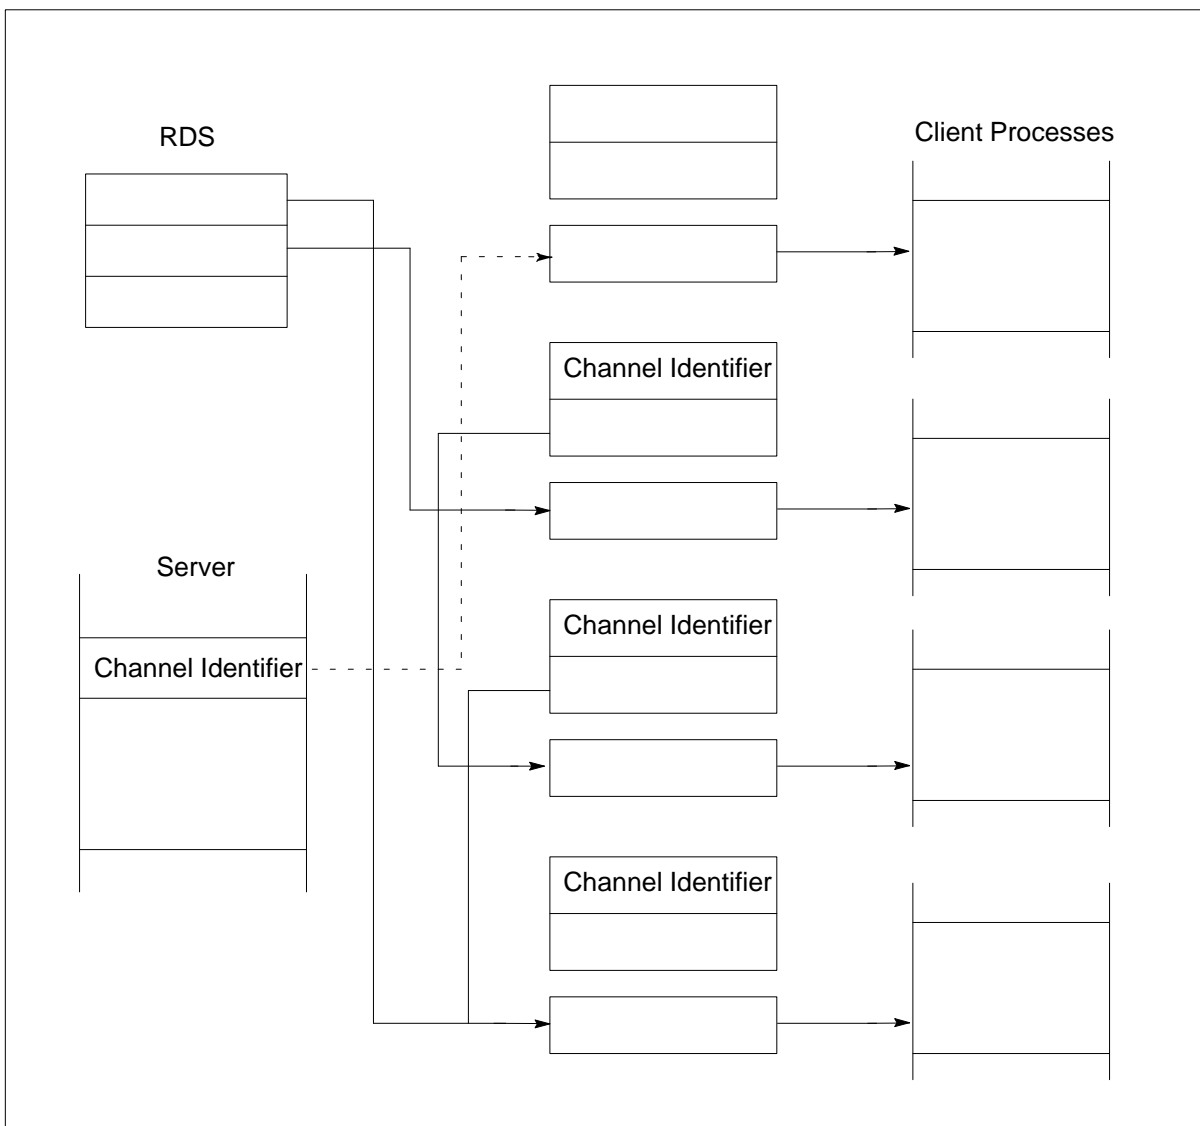 RDS
Client Processes
Channel Identifier
Server
Channel Identifier
Channel Identifier
Channel Identifier